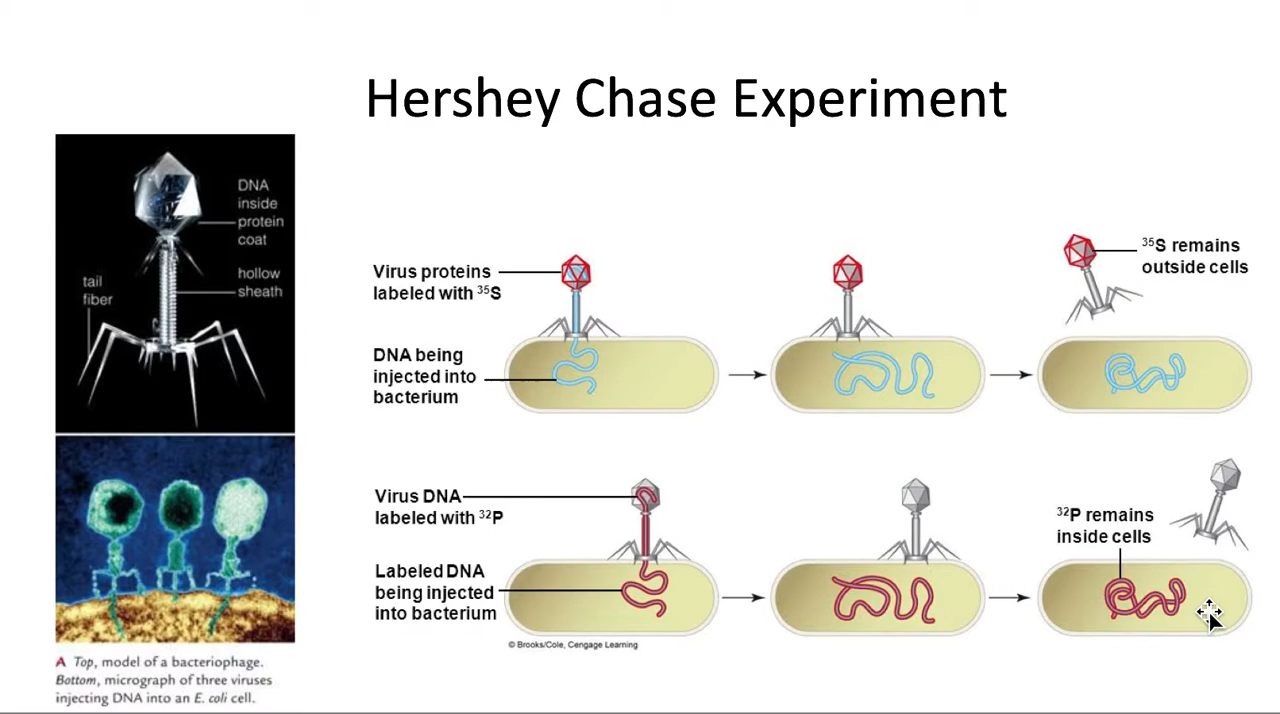 Hershey Chase Experiment
DNA
inside
protein
coat
hollow
sheath
tail
fiber
A Top, model of a bacteriophage.
Bottom, micrograph of three viruses
injecting DNA into an E. coli cell.
Virus proteins
labeled with ³⁵S
DNA being
injected into
bacterium
³⁵S remains
outside cells
Virus DNA
labeled with ³²P
Labeled DNA
being injected
into bacterium
³²P remains
inside cells
© Brooks/Cole, Cengage Learning